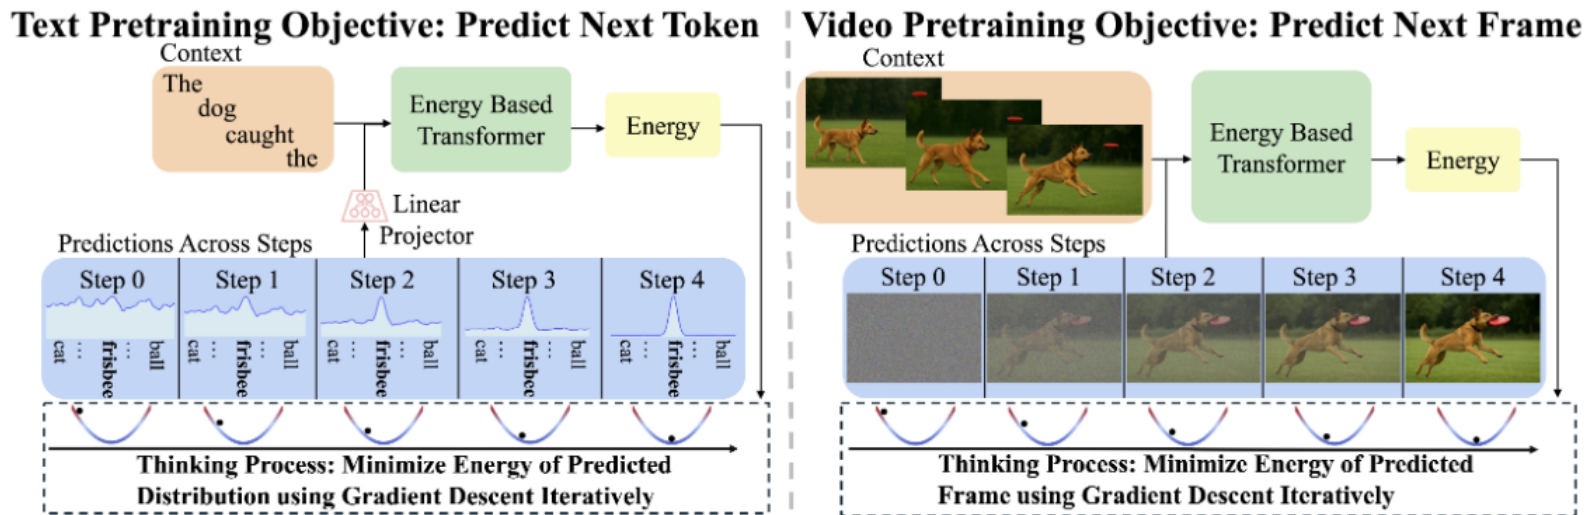 Text Pretraining Objective: Predict Next Token
Context
The
dog
caught
the
Energy Based
Transformer
Energy
Linear
Projector
Predictions Across Steps
Step 0
Step 1
Step 2
Step 3
Step 4
cat
...
frisbee
...
ball
cat
...
frisbee
...
ball
cat
...
frisbee
...
ball
cat
...
frisbee
...
ball
cat
...
frisbee
...
ball
Thinking Process: Minimize Energy of Predicted
Distribution using Gradient Descent Iteratively
Video Pretraining Objective: Predict Next Frame
Context
Energy Based
Transformer
Energy
Predictions Across Steps
Step 0
Step 1
Step 2
Step 3
Step 4
Thinking Process: Minimize Energy of Predicted
Frame using Gradient Descent Iteratively